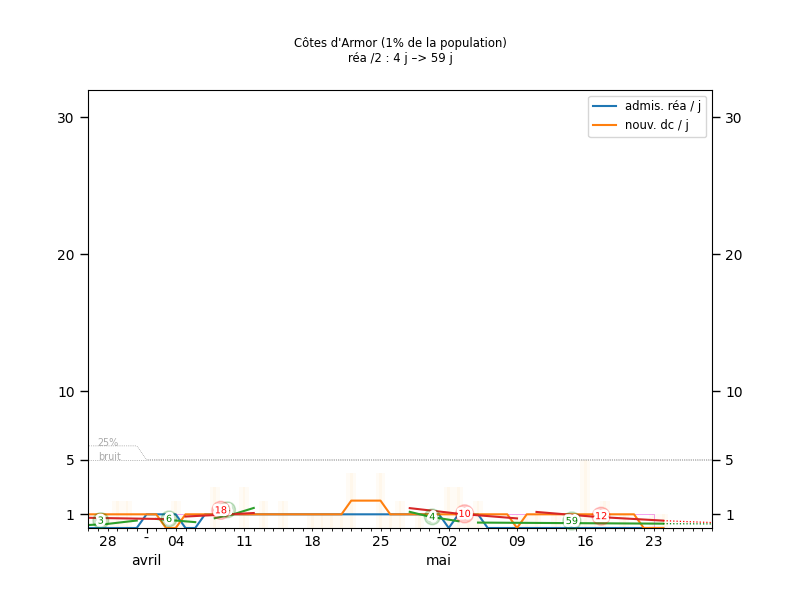 Côtes d'Armor (1% de la population)
réa /2 : 4 j –> 59 j
admis. réa / j
nouv. dc / j
30 30
20 20
10 10
25%
bruit
5 5
1 1
3 6 18 4 10 59 12
28 04 11 18 25 02 09 16 23
avril mai